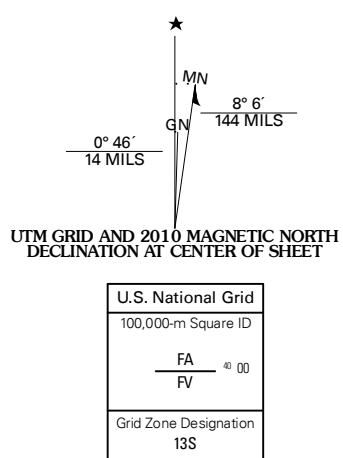 ★
MN
GN
8° 6´
144 MILS
0° 46´
14 MILS
UTM GRID AND 2010 MAGNETIC NORTH
DECLINATION AT CENTER OF SHEET
U.S. National Grid
100,000-m Square ID
FA
40 00
FV
Grid Zone Designation
13S